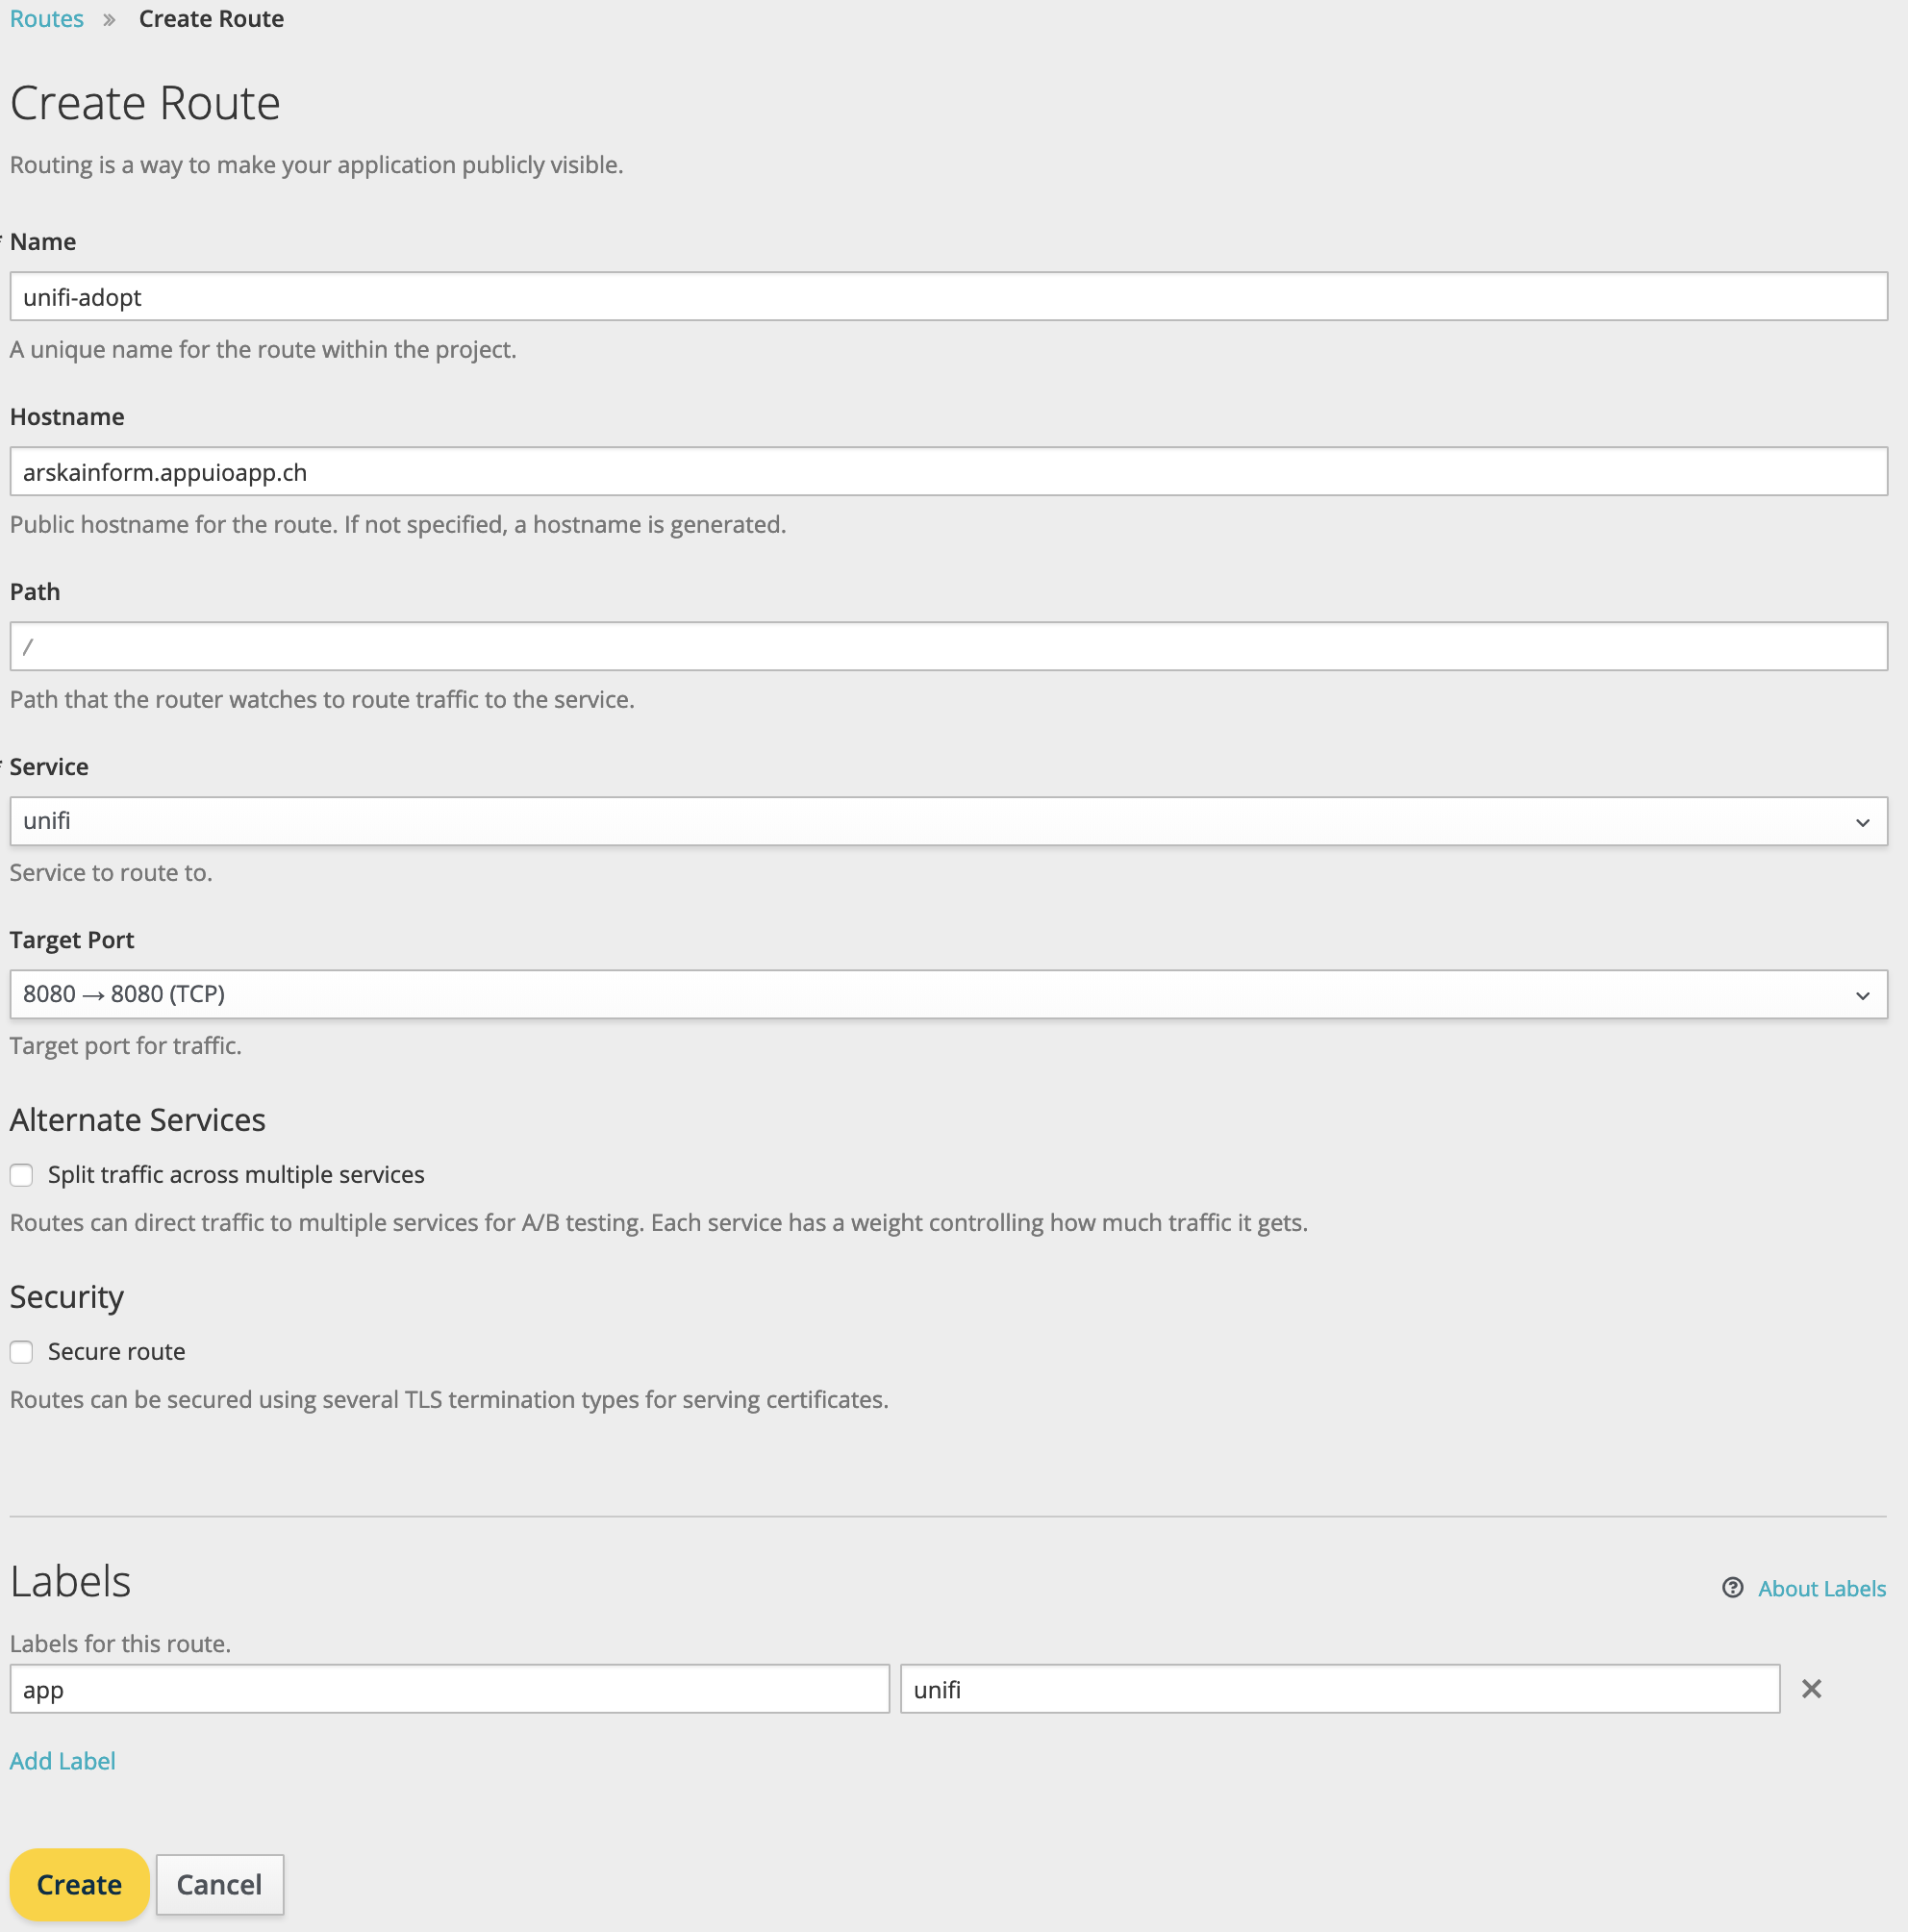 Routes » Create Route
Create Route
Routing is a way to make your application publicly visible.
* Name
unifi-adopt
A unique name for the route within the project.
Hostname
arskainform.appuioapp.ch
Public hostname for the route. If not specified, a hostname is generated.
Path
/
Path that the router watches to route traffic to the service.
* Service
unifi
Service to route to.
Target Port
8080 → 8080 (TCP)
Target port for traffic.
Alternate Services
Split traffic across multiple services
Routes can direct traffic to multiple services for A/B testing. Each service has a weight controlling how much traffic it gets.
Security
Secure route
Routes can be secured using several TLS termination types for serving certificates.
Labels
About Labels
Labels for this route.
app unifi
Add Label
Create Cancel